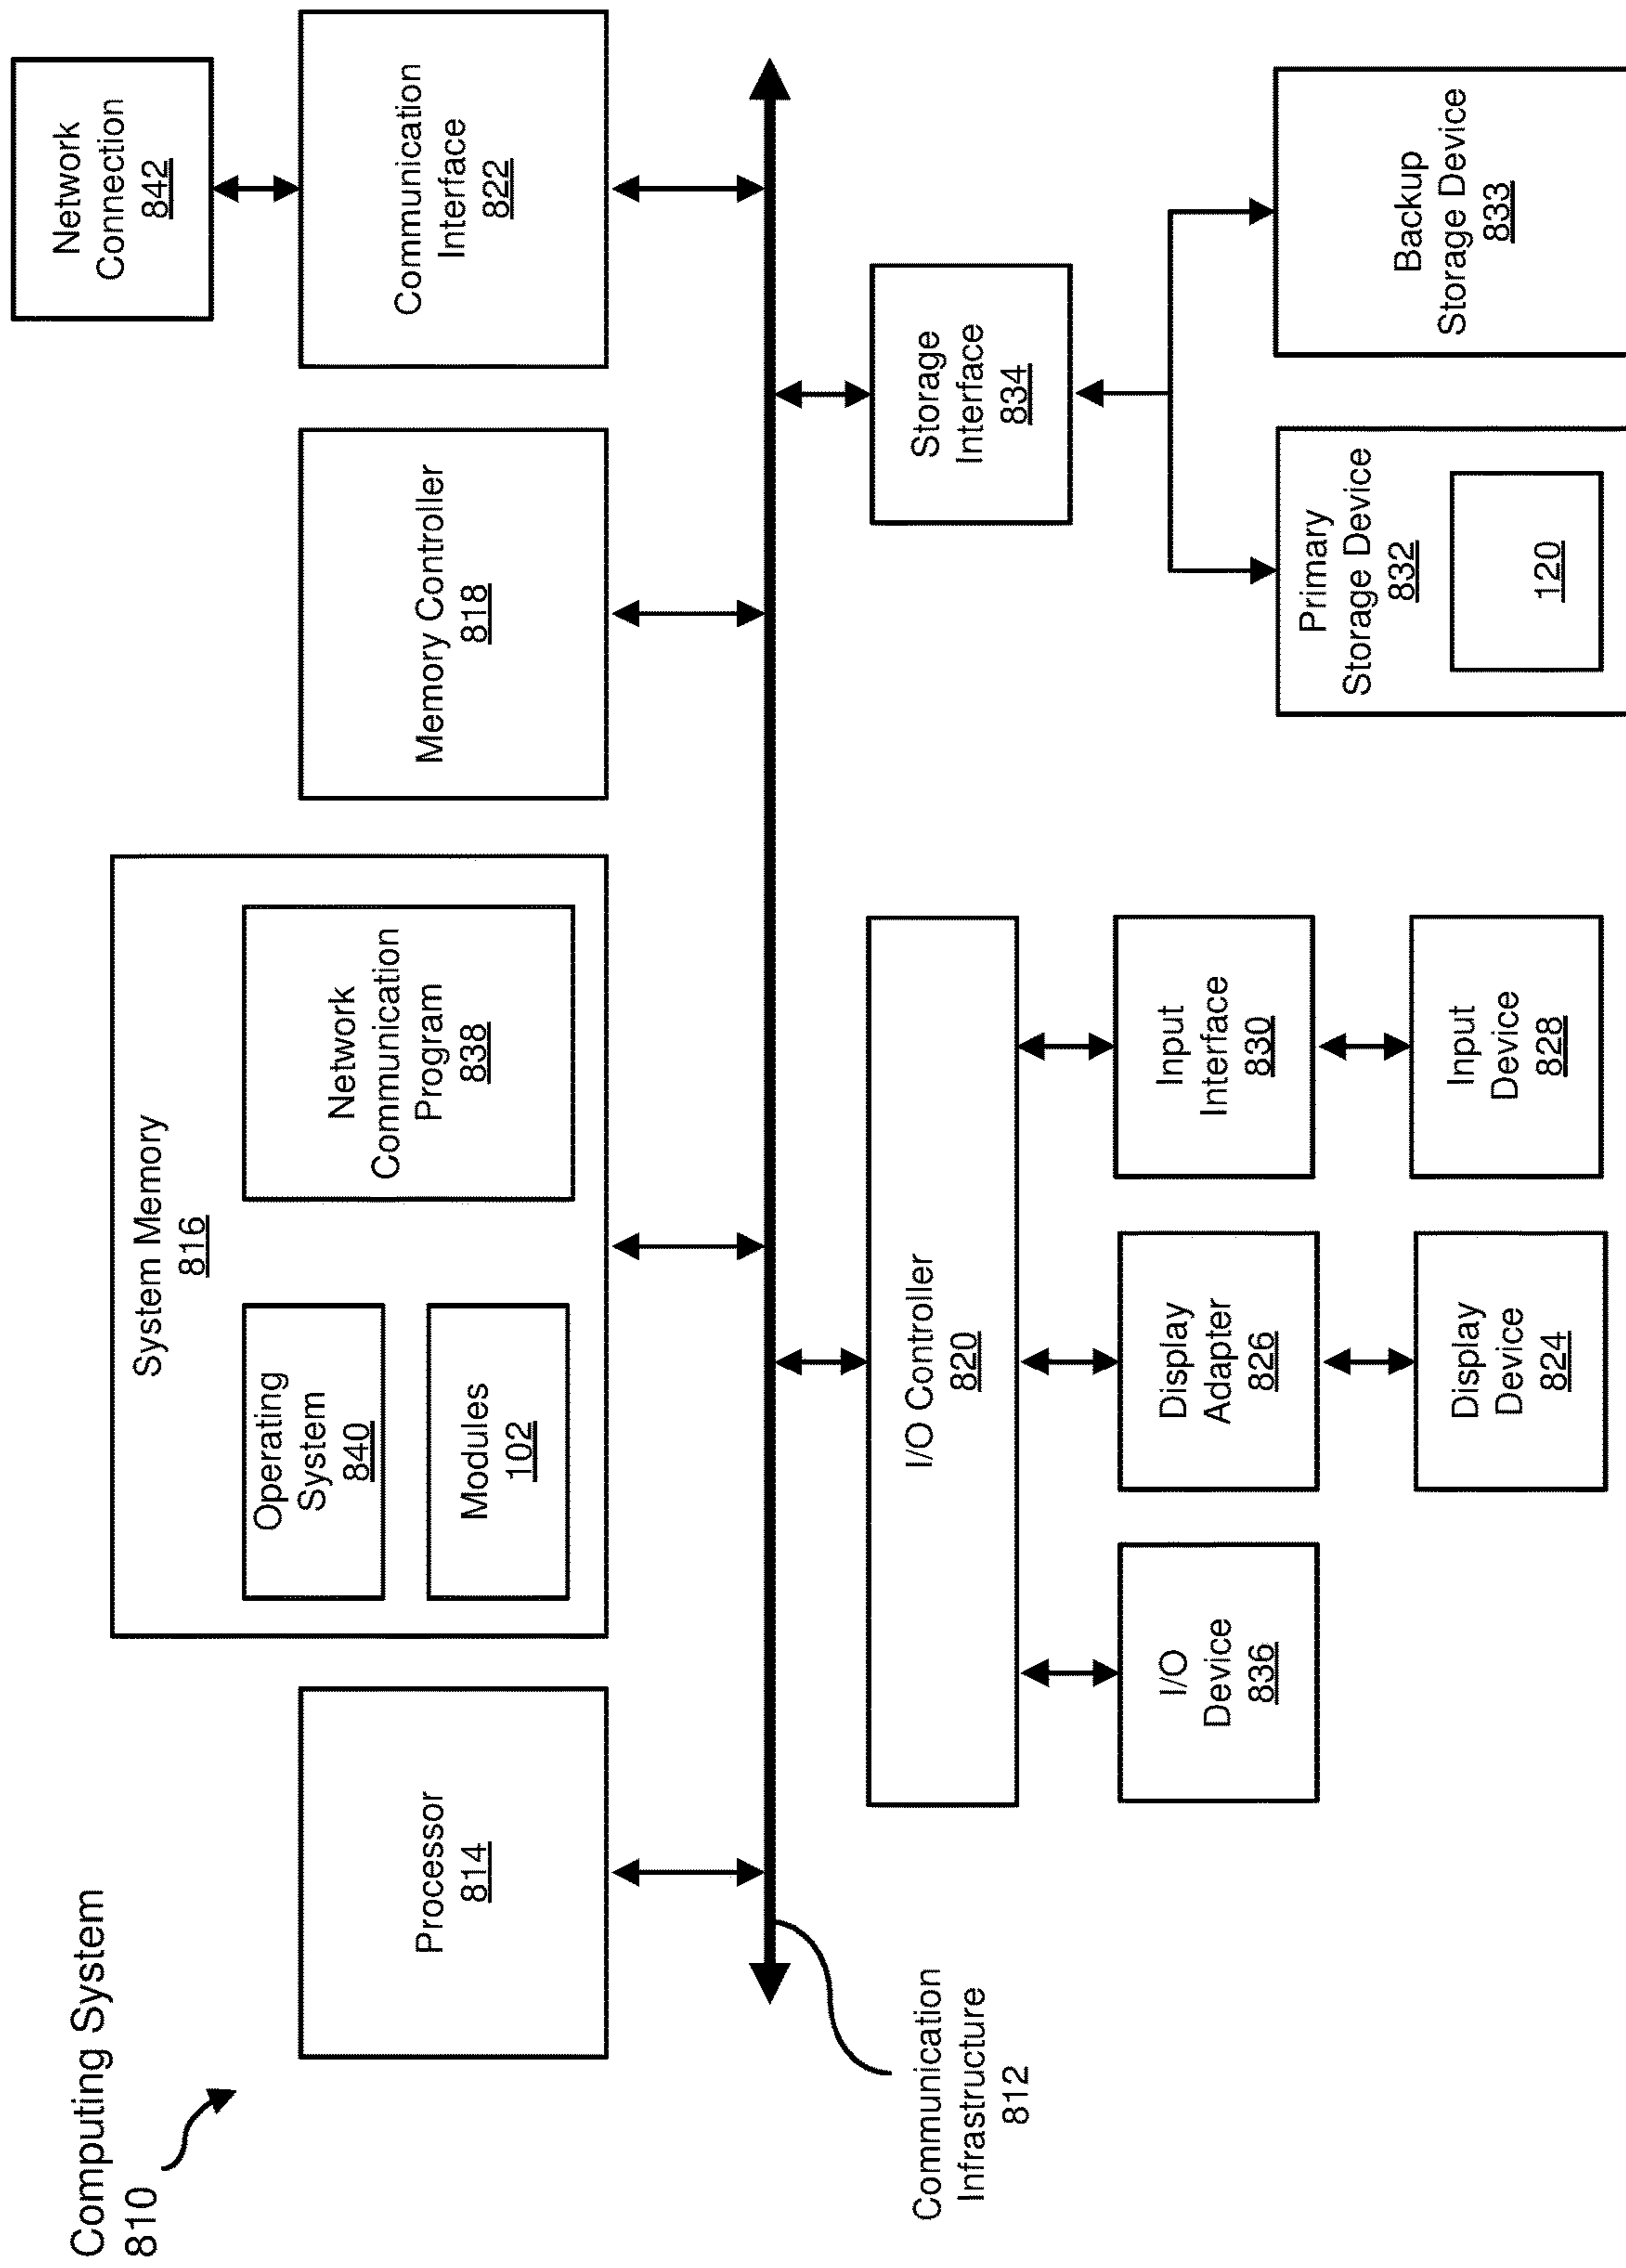 Computing System
810
Processor
814
System Memory
816
Operating
System
840
Modules
102
Network
Communication
Program
838
Memory Controller
818
Communication
Interface
822
Network
Connection
842
Communication
Infrastructure
812
I/O Controller
820
I/O
Device
836
Display
Adapter
826
Input
Interface
830
Display
Device
824
Input
Device
828
Storage
Interface
834
Primary
Storage Device
832
120
Backup
Storage Device
833